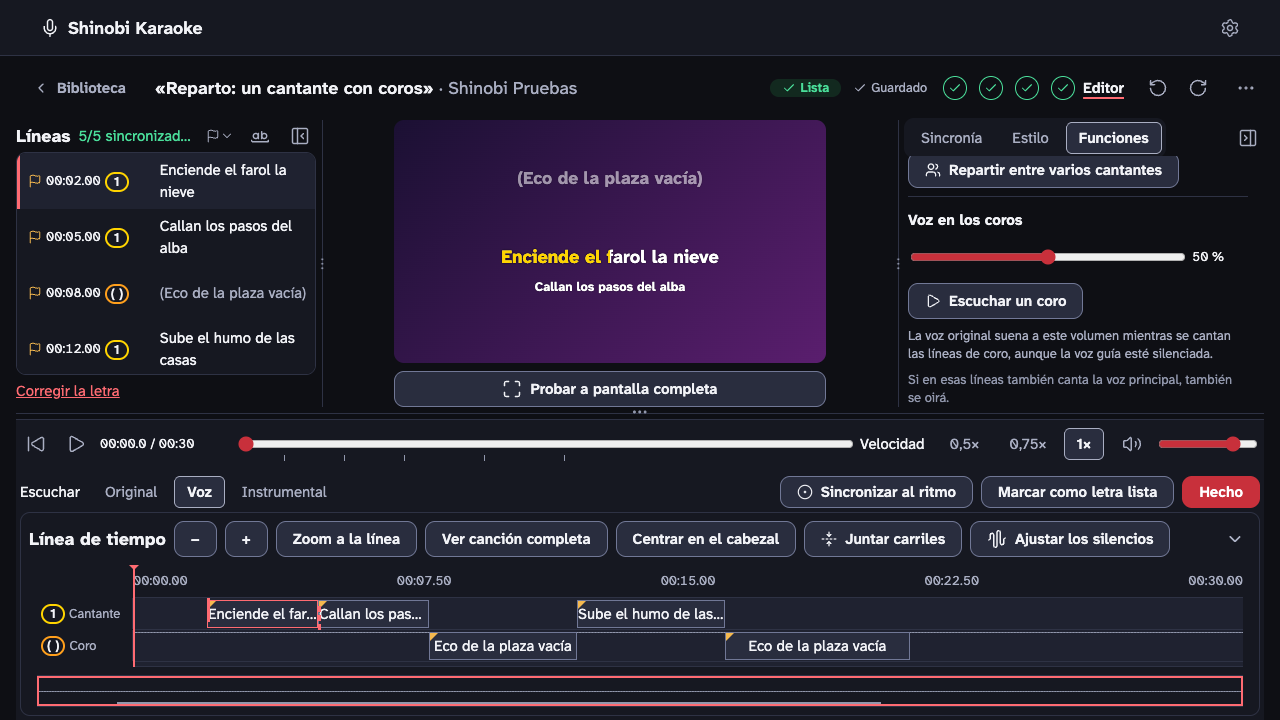 Shinobi Karaoke
Biblioteca
«Reparto: un cantante con coros» · Shinobi Pruebas
Lista
Guardado
Editor
Líneas 5/5 sincronizad...
ab
00:02.00 1 Enciende el farol la nieve
00:05.00 1 Callan los pasos del alba
00:08.00 ( ) (Eco de la plaza vacía)
00:12.00 1 Sube el humo de las casas
Corregir la letra
(Eco de la plaza vacía)
Enciende el farol la nieve
Callan los pasos del alba
Probar a pantalla completa
Sincronía Estilo Funciones
Repartir entre varios cantantes
Voz en los coros
50 %
Escuchar un coro
La voz original suena a este volumen mientras se cantan
las líneas de coro, aunque la voz guía esté silenciada.
Si en esas líneas también canta la voz principal, también
se oirá.
00:00.0 / 00:30
Velocidad 0,5× 0,75× 1×
Escuchar Original Voz Instrumental
Sincronizar al ritmo Marcar como letra lista Hecho
Línea de tiempo − + Zoom a la línea Ver canción completa Centrar en el cabezal Juntar carriles Ajustar los silencios
00:00.00 00:07.50 00:15.00 00:22.50 00:30.00
1 Cantante Enciende el far... Callan los pas... Sube el humo de las...
( ) Coro Eco de la plaza vacía Eco de la plaza vacía